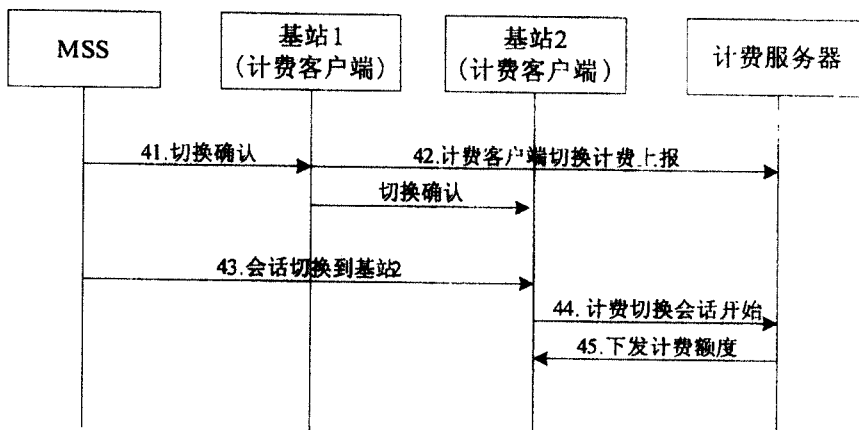 MSS
基站1
(计费客户端)
基站2
(计费客户端)
计费服务器
41.切换确认
42.计费客户端切换计费上报
切换确认
43.会话切换到基站2
44.计费切换会话开始
45.下发计费额度